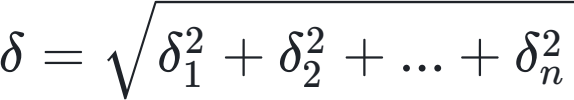 δ = √(δ₁² + δ₂² + ... + δₙ²)